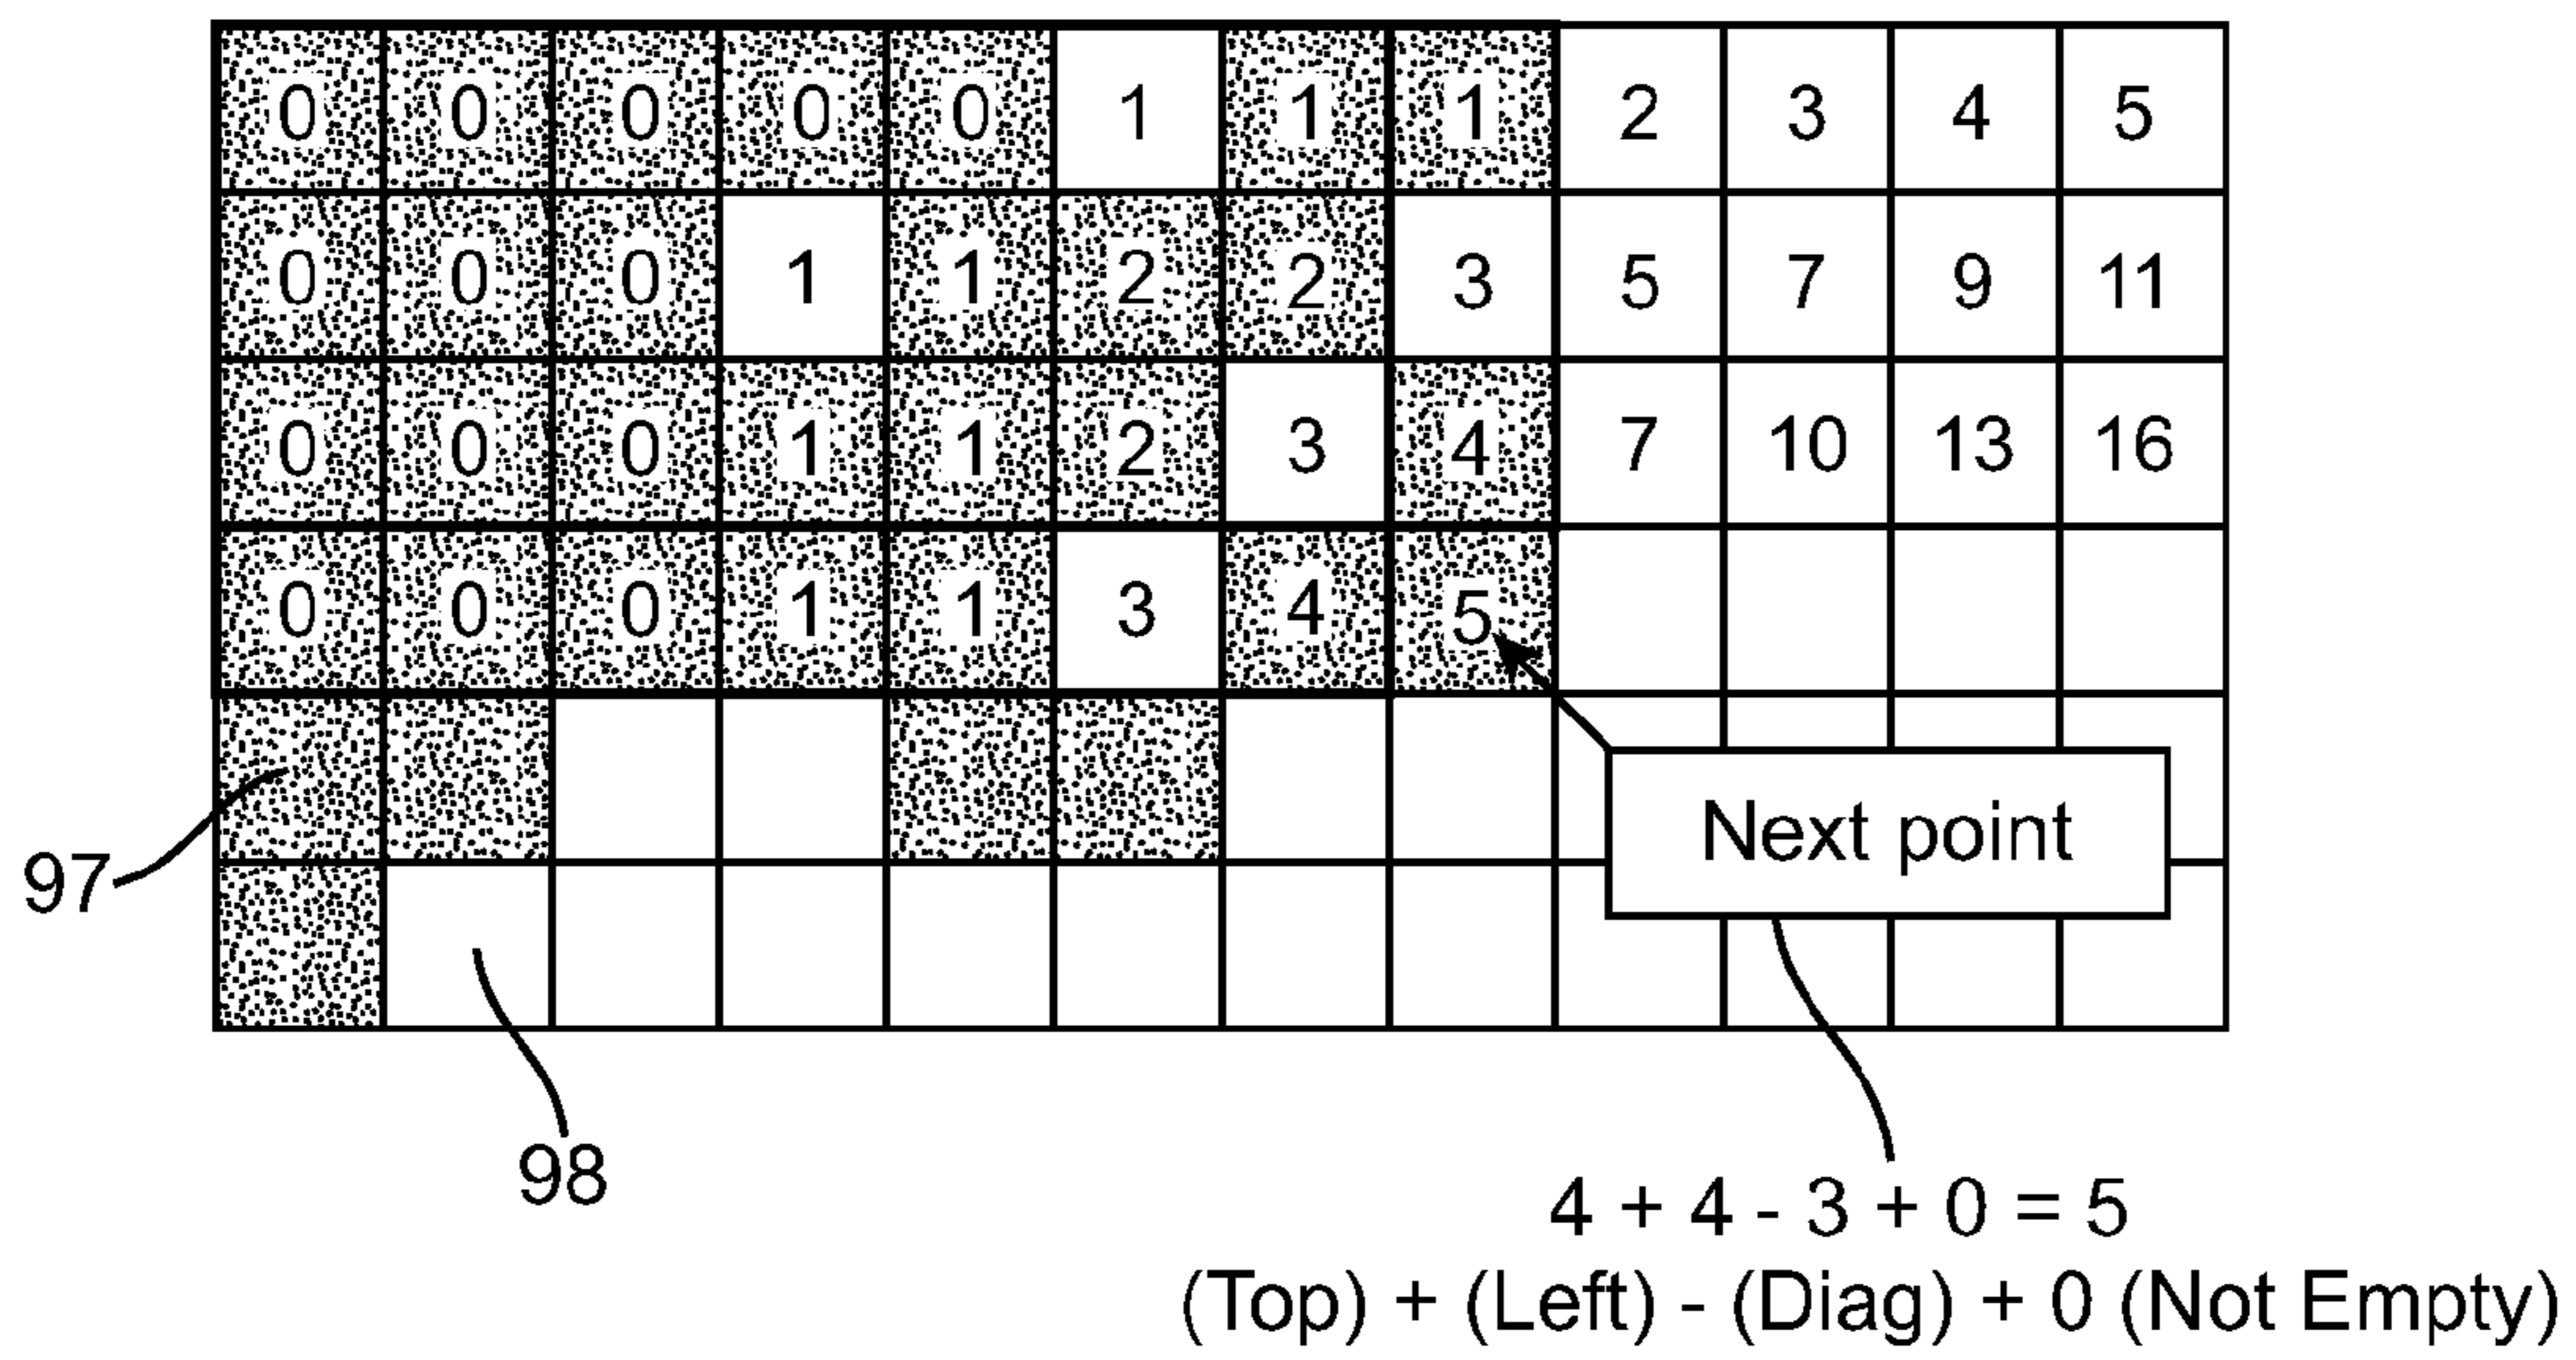 0 0 0 0 0 1 1 1 2 3 4 5
0 0 0 1 1 2 2 3 5 7 9 11
0 0 0 1 1 2 3 4 7 10 13 16
0 0 0 1 1 3 4 5
Next point
97
98
4 + 4 - 3 + 0 = 5
(Top) + (Left) - (Diag) + 0 (Not Empty)